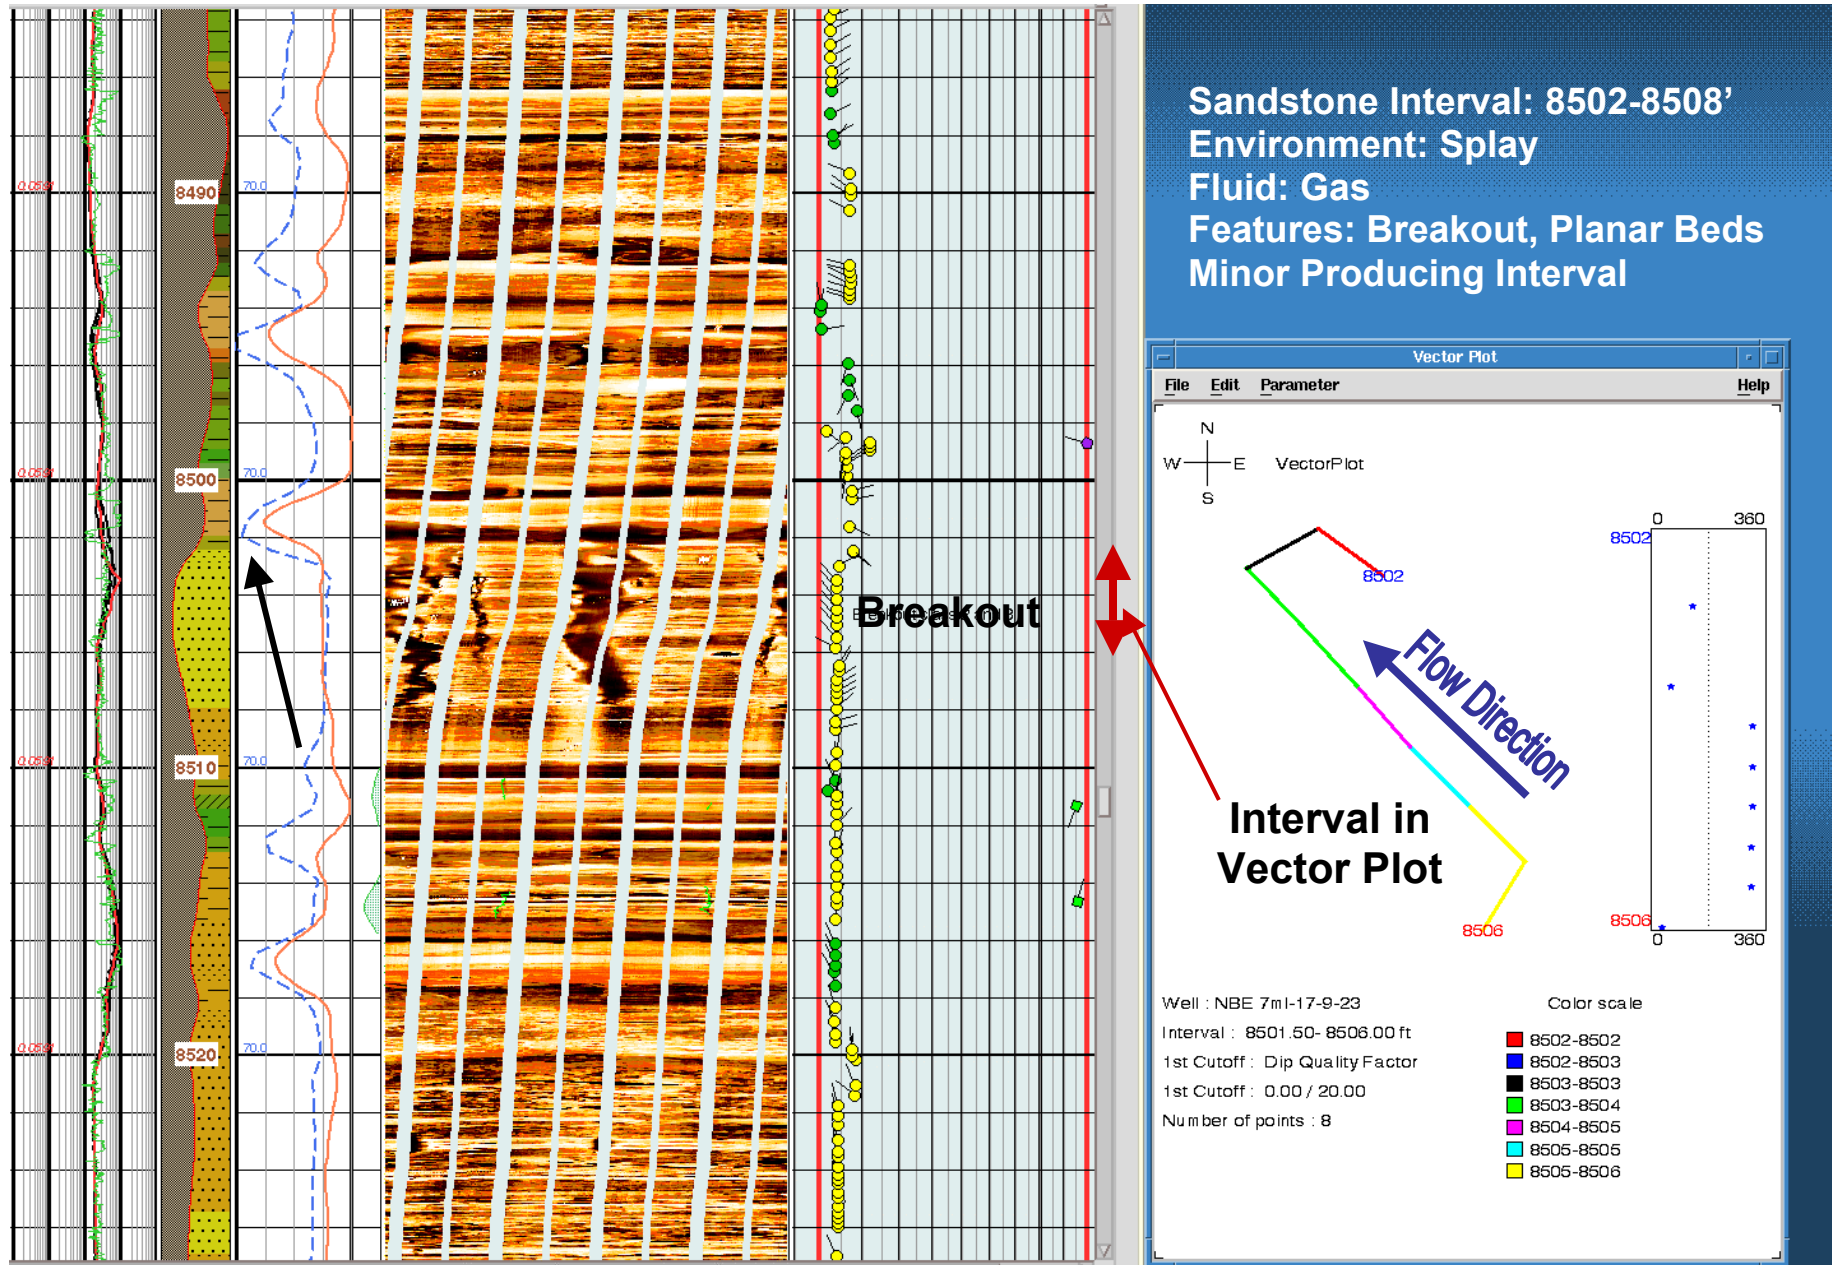 Sandstone Interval: 8502-8508’
Environment: Splay
Fluid: Gas
Features: Breakout, Planar Beds
Minor Producing Interval
8490
70.0
8500
70.0
8510
70.0
8520
70.0
Breakout
Interval in
Vector Plot
Vector Plot
File Edit Parameter Help
N
W E VectorPlot
S
0 360
8502
8502
Flow Direction
8506
8506
0 360
Well : NBE 7ml-17-9-23
Interval : 8501.50- 8506.00 ft
1st Cutoff : Dip Quality Factor
1st Cutoff : 0.00 / 20.00
Number of points : 8
Color scale
8502-8502
8502-8503
8503-8503
8503-8504
8504-8505
8505-8505
8505-8506